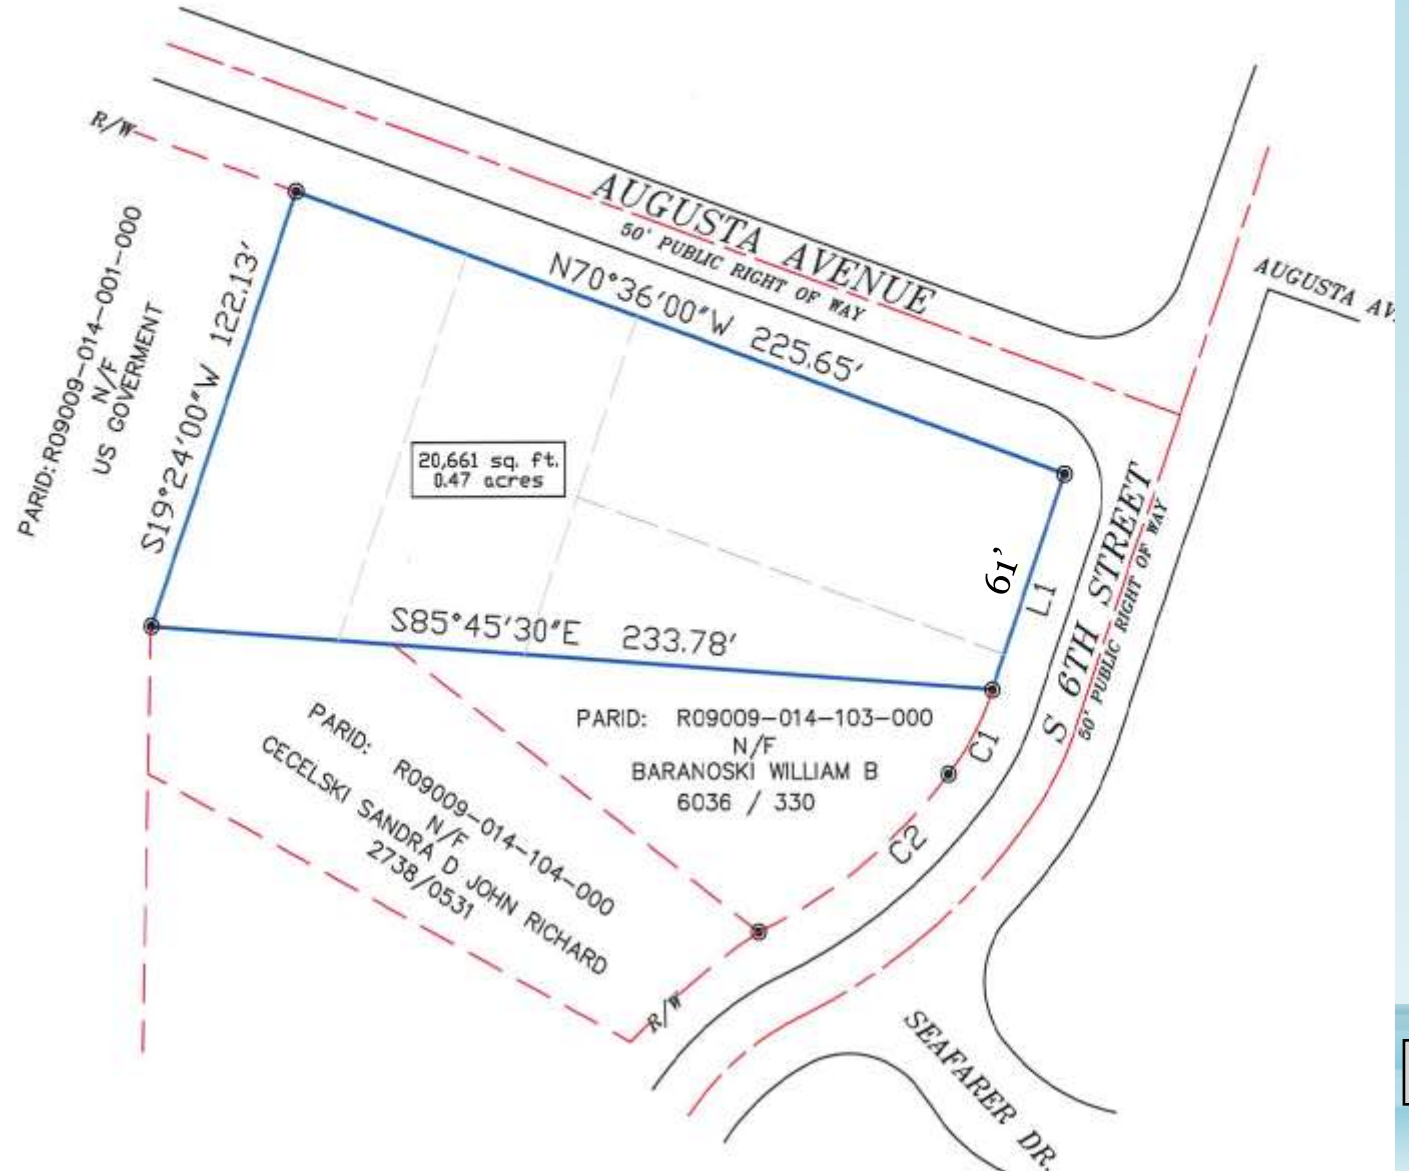 R/W
AUGUSTA AVENUE
50' PUBLIC RIGHT OF WAY
AUGUSTA AV.
N70°36'00"W 225.65'
S19°24'00"W 122.13'
PARID: R09009-014-001-000
N/F
US GOVERMENT
20,661 sq. ft.
0.47 acres
61'
L1
S 6TH STREET
50' PUBLIC RIGHT OF WAY
S85°45'30"E 233.78'
PARID: R09009-014-103-000
N/F
BARANOSKI WILLIAM B
6036 / 330
C1
C2
PARID: R09009-014-104-000
N/F
CECELSKI SANDRA D JOHN RICHARD
2738/0531
R/W
SEAFARER DR.